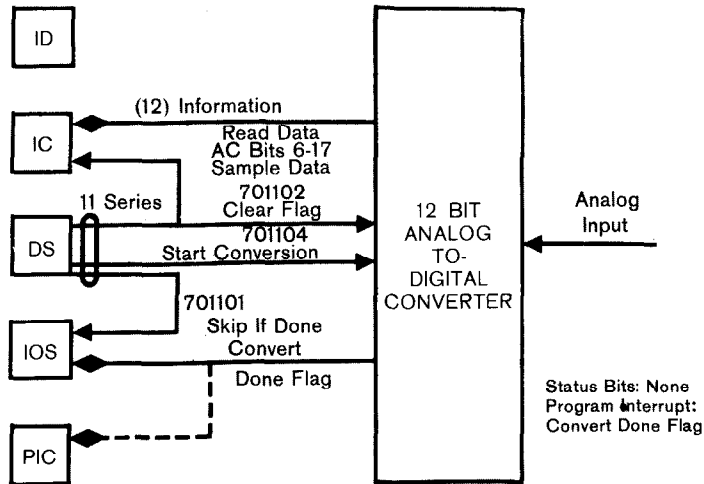 ID
(12) Information
IC
Read Data
AC Bits 6-17
Sample Data
11 Series
701102
Clear Flag
DS
701104
Start Conversion
12 BIT
ANALOG
TO-
DIGITAL
CONVERTER
Analog
Input
701101
IOS
Skip If Done
Convert
Done Flag
PIC
Status Bits: None
Program Interrupt:
Convert Done Flag